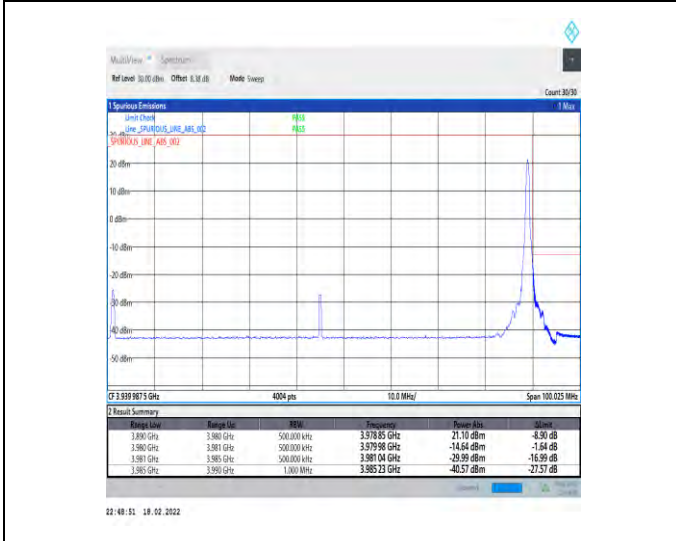 MultiView Spectrum
Ref Level 30.00 dBm Offset 8.38 dB Mode Sweep
Count 30/30
1 Spurious Emissions 1 Max
Limit Check PASS
Line _SPURIOUS_LINE_ABS_002 PASS
_SPURIOUS_LINE_ABS_002
20 dBm
10 dBm
0 dBm
-10 dBm
-20 dBm
-30 dBm
-40 dBm
-50 dBm
CF 3.939 987 5 GHz 4004 pts 10.0 MHz/ Span 100.025 MHz
2 Result Summary
Range Low Range Up RBW Frequency Power Abs ΔLimit
3.890 GHz 3.980 GHz 500.000 kHz 3.978 85 GHz 21.10 dBm -8.90 dB
3.980 GHz 3.981 GHz 500.000 kHz 3.979 98 GHz -14.64 dBm -1.64 dB
3.981 GHz 3.985 GHz 500.000 kHz 3.981 04 GHz -29.99 dBm -16.99 dB
3.985 GHz 3.990 GHz 1.000 MHz 3.985 23 GHz -40.57 dBm -27.57 dB
22:48:51 18.02.2022